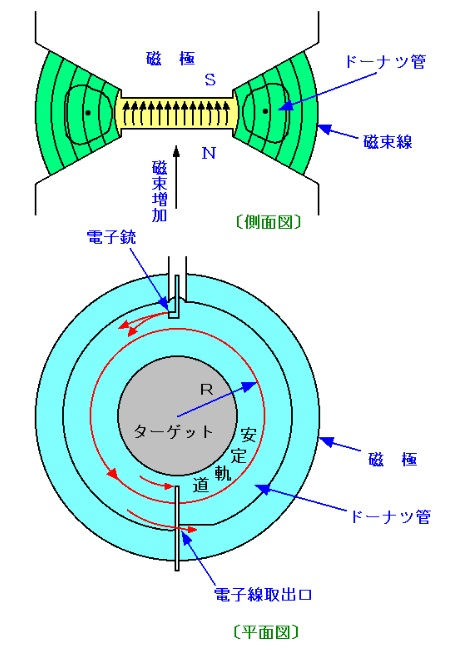 磁 極
S
ドーナツ管
磁束線
N
磁束増加
〔側面図〕
電子銃
R
ターゲット
安定軌道
磁 極
ドーナツ管
電子線取出口
〔平面図〕